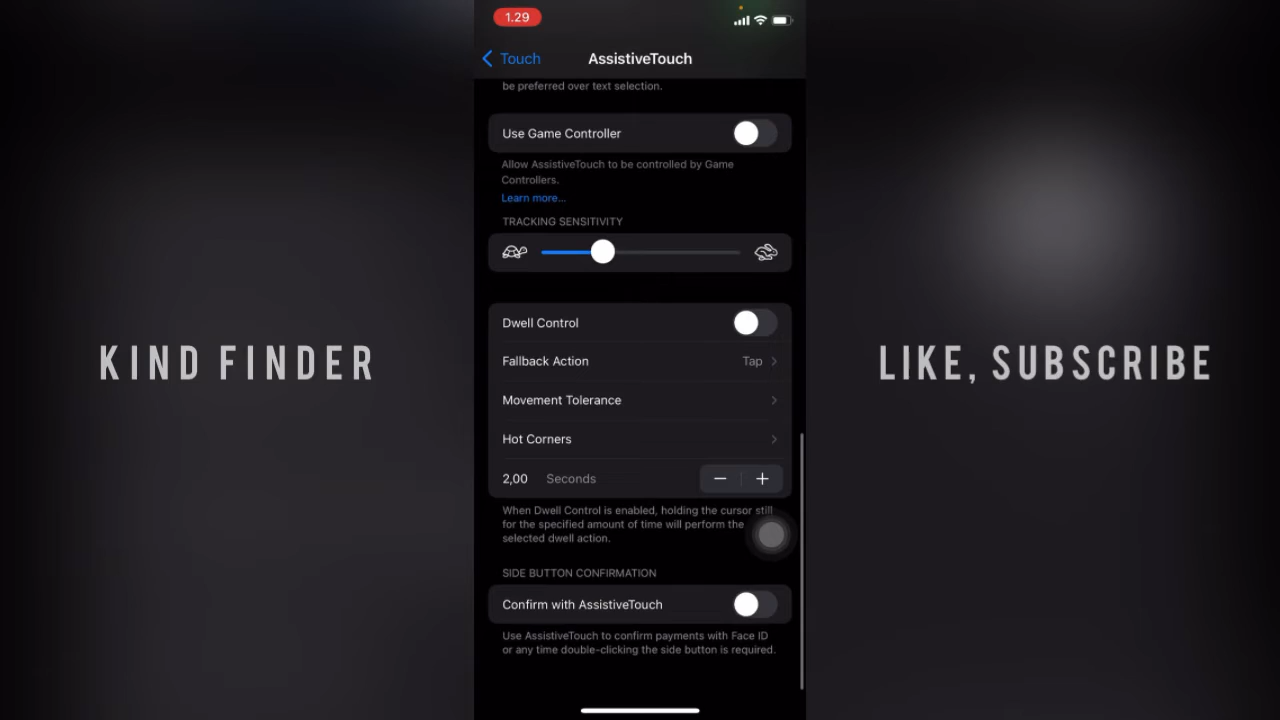 1.29
Touch
AssistiveTouch
be preferred over text selection.
Use Game Controller
Allow AssistiveTouch to be controlled by Game
Controllers.
Learn more...
TRACKING SENSITIVITY
Dwell Control
Fallback Action Tap
Movement Tolerance
Hot Corners
2,00 Seconds
When Dwell Control is enabled, holding the cursor still
for the specified amount of time will perform the
selected dwell action.
SIDE BUTTON CONFIRMATION
Confirm with AssistiveTouch
Use AssistiveTouch to confirm payments with Face ID
or any time double-clicking the side button is required.
KIND FINDER
LIKE, SUBSCRIBE